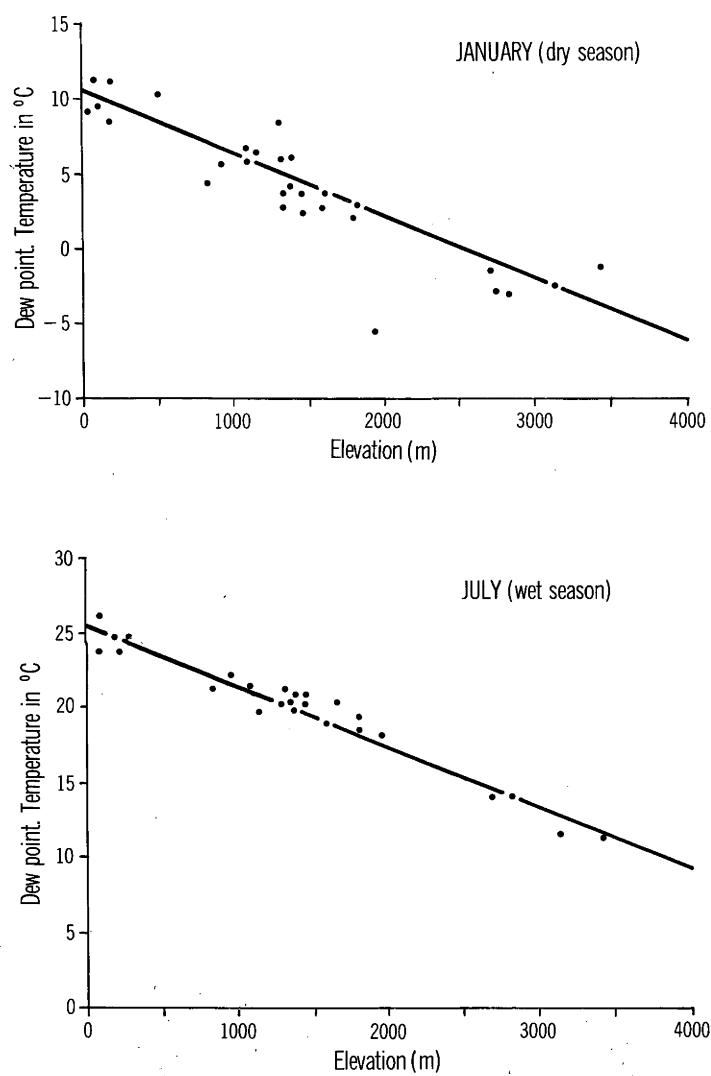 JANUARY (dry season)
Dew point. Temperature in ºC
15
10
5
0
−5
−10
0 1000 2000 3000 4000
Elevation (m)
JULY (wet season)
Dew point. Temperature in ºC
30
25
20
15
10
5
0
0 1000 2000 3000 4000
Elevation (m)